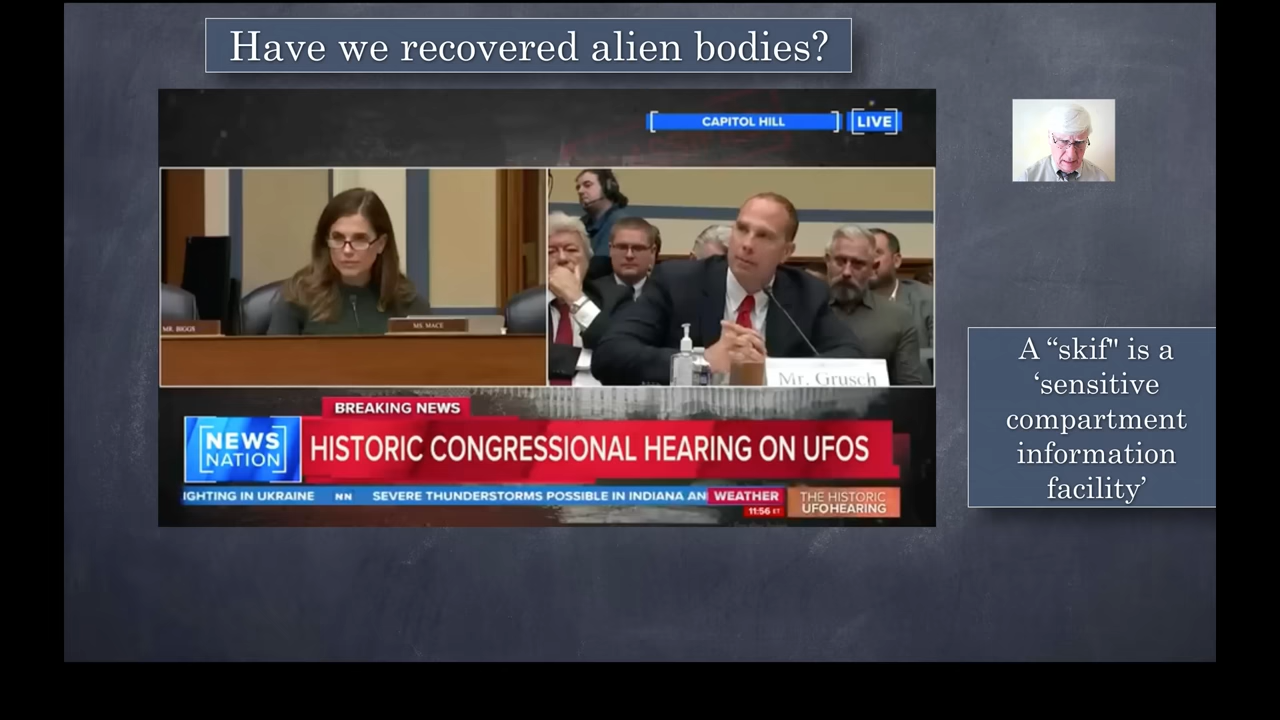 Have we recovered alien bodies?
CAPITOL HILL
LIVE
MR. BIGGS
MS. MACE
Mr. Grusch
A “skif" is a
‘sensitive
compartment
information
facility’
BREAKING NEWS
NEWS
NATION
HISTORIC CONGRESSIONAL HEARING ON UFOS
IGHTING IN UKRAINE NN SEVERE THUNDERSTORMS POSSIBLE IN INDIANA AN
WEATHER
11:56 ET
THE HISTORIC
UFO HEARING